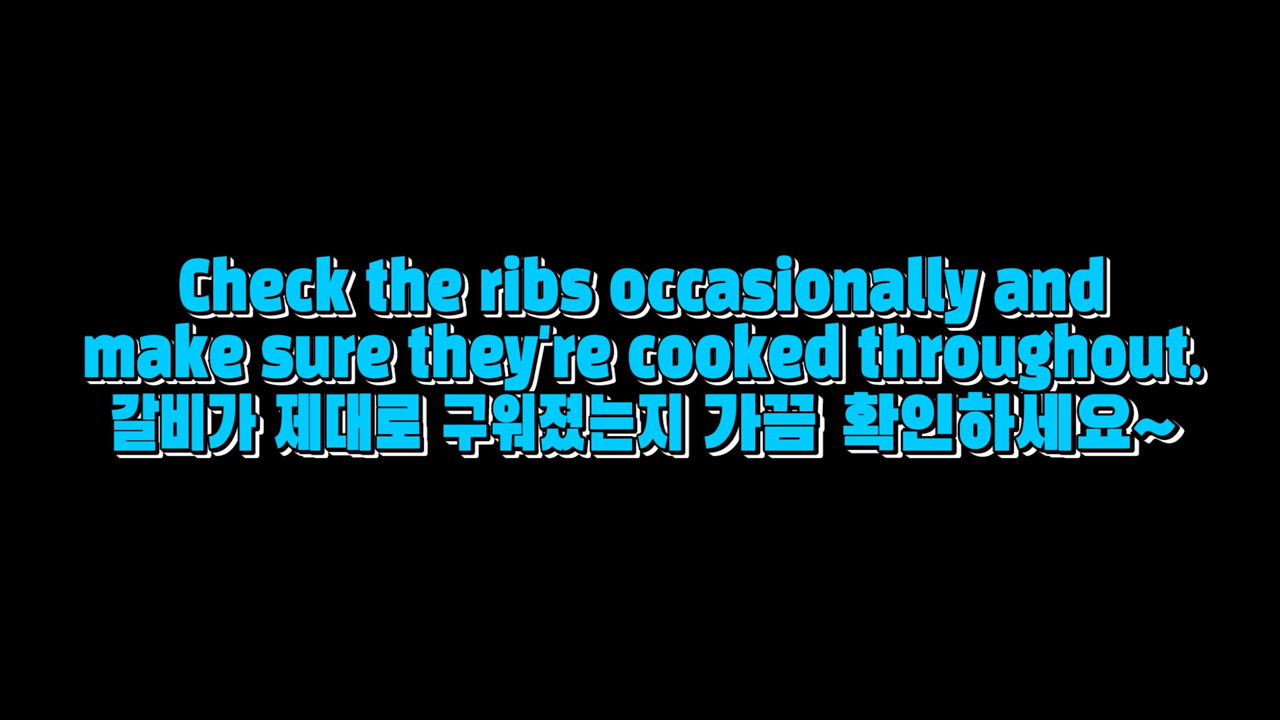 Check the ribs occasionally and
make sure they're cooked throughout.
갈비가 제대로 구워졌는지 가끔 확인하세요~